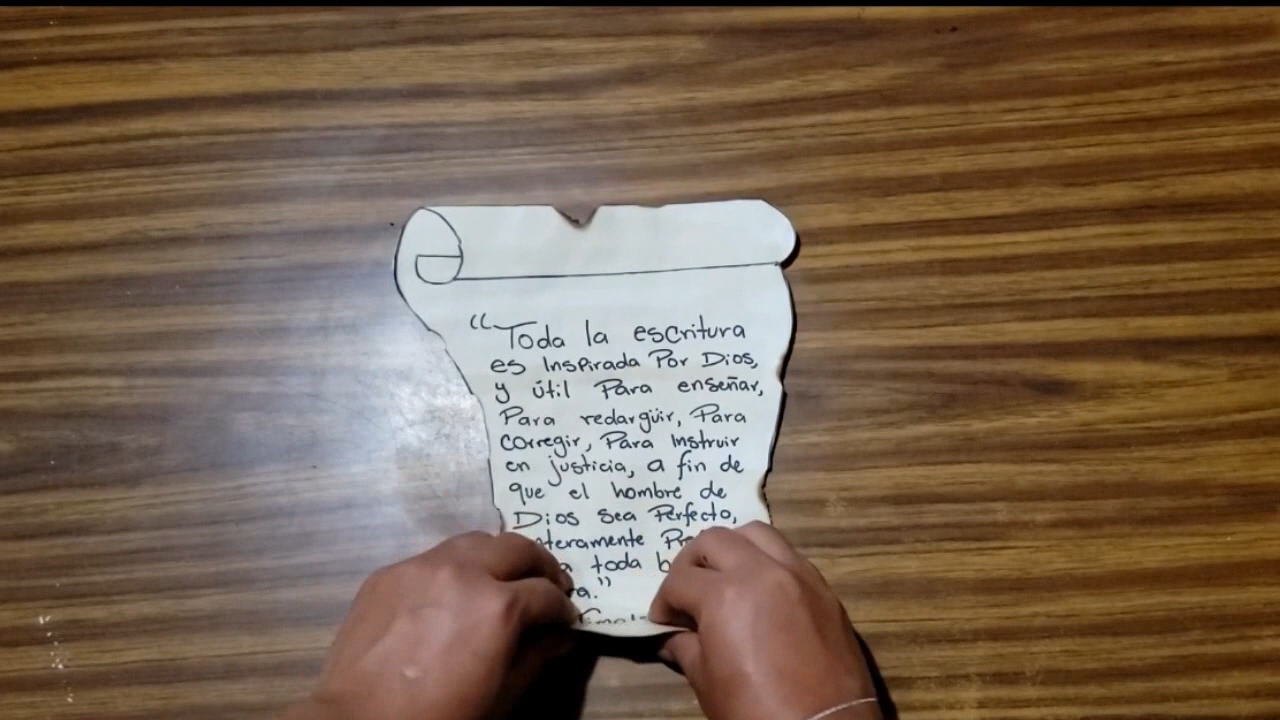 “Toda la escritura
es Inspirada Por Dios,
y útil Para enseñar,
Para redargüir, Para
corregir, Para Instruir
en justicia, a fin de
que el hombre de
Dios sea Perfecto,
toda